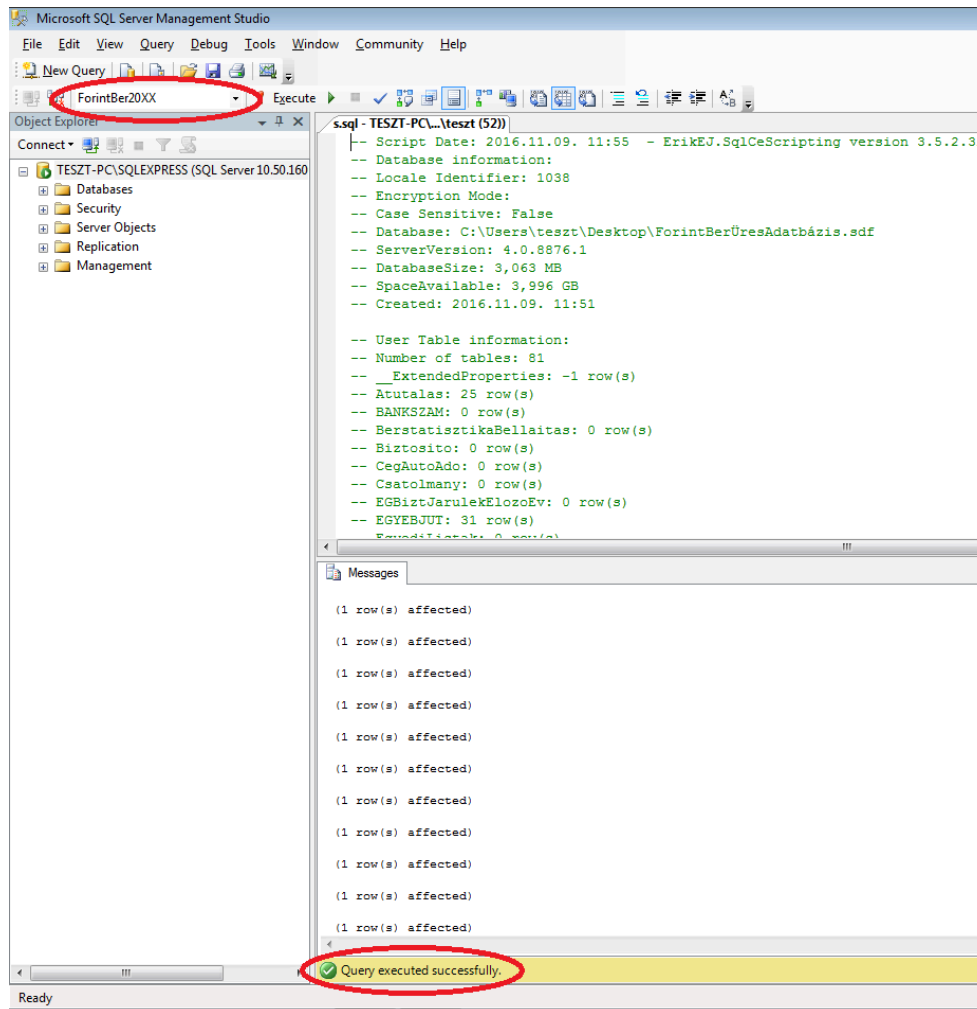 Microsoft SQL Server Management Studio
File Edit View Query Debug Tools Window Community Help
New Query
ForintBer20XX Execute
Object Explorer
Connect
TESZT-PC\SQLEXPRESS (SQL Server 10.50.160
Databases
Security
Server Objects
Replication
Management
s.sql - TESZT-PC\...\teszt (52))
-- Script Date: 2016.11.09. 11:55  - ErikEJ.SqlCeScripting version 3.5.2.3
-- Database information:
-- Locale Identifier: 1038
-- Encryption Mode:
-- Case Sensitive: False
-- Database: C:\Users\teszt\Desktop\ForintBerÜresAdatbázis.sdf
-- ServerVersion: 4.0.8876.1
-- DatabaseSize: 3,063 MB
-- SpaceAvailable: 3,996 GB
-- Created: 2016.11.09. 11:51
-- User Table information:
-- Number of tables: 81
-- __ExtendedProperties: -1 row(s)
-- Atutalas: 25 row(s)
-- BANKSZAM: 0 row(s)
-- BerstatisztikaBellaitas: 0 row(s)
-- Biztosito: 0 row(s)
-- CegAutoAdo: 0 row(s)
-- Csatolmany: 0 row(s)
-- EGBiztJarulekElozoEv: 0 row(s)
-- EGYEBJUT: 31 row(s)
-- EgyediListak: 0 row(s)
Messages
(1 row(s) affected)
(1 row(s) affected)
(1 row(s) affected)
(1 row(s) affected)
(1 row(s) affected)
(1 row(s) affected)
(1 row(s) affected)
(1 row(s) affected)
(1 row(s) affected)
(1 row(s) affected)
(1 row(s) affected)
Query executed successfully.
Ready